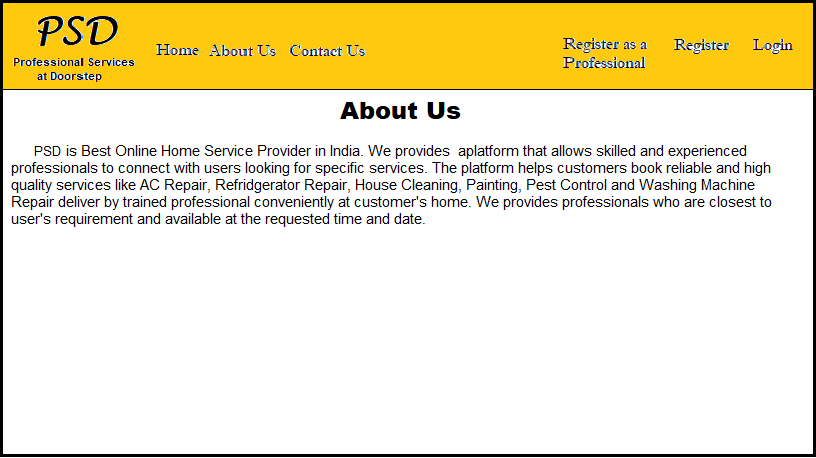 PSD
Professional Services
at Doorstep
Home About Us Contact Us
Register as a
Professional
Register
Login
About Us
PSD is Best Online Home Service Provider in India. We provides  aplatform that allows skilled and experienced
professionals to connect with users looking for specific services. The platform helps customers book reliable and high
quality services like AC Repair, Refridgerator Repair, House Cleaning, Painting, Pest Control and Washing Machine
Repair deliver by trained professional conveniently at customer's home. We provides professionals who are closest to
user's requirement and available at the requested time and date.